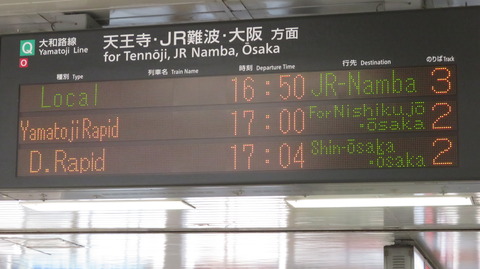 Q 大和路線 天王寺・JR難波・大阪 方面
O Yamatoji Line for Tennōji, JR Namba, Ōsaka
種別 Type 列車名 Train Name 時刻 Departure Time 行先 Destination のりば Track
Local 16:50 JR-Namba 3
Yamatoji Rapid 17:00 For Nishikujō・ōsaka 2
D.Rapid 17:04 Shin-ōsaka・ōsaka 2